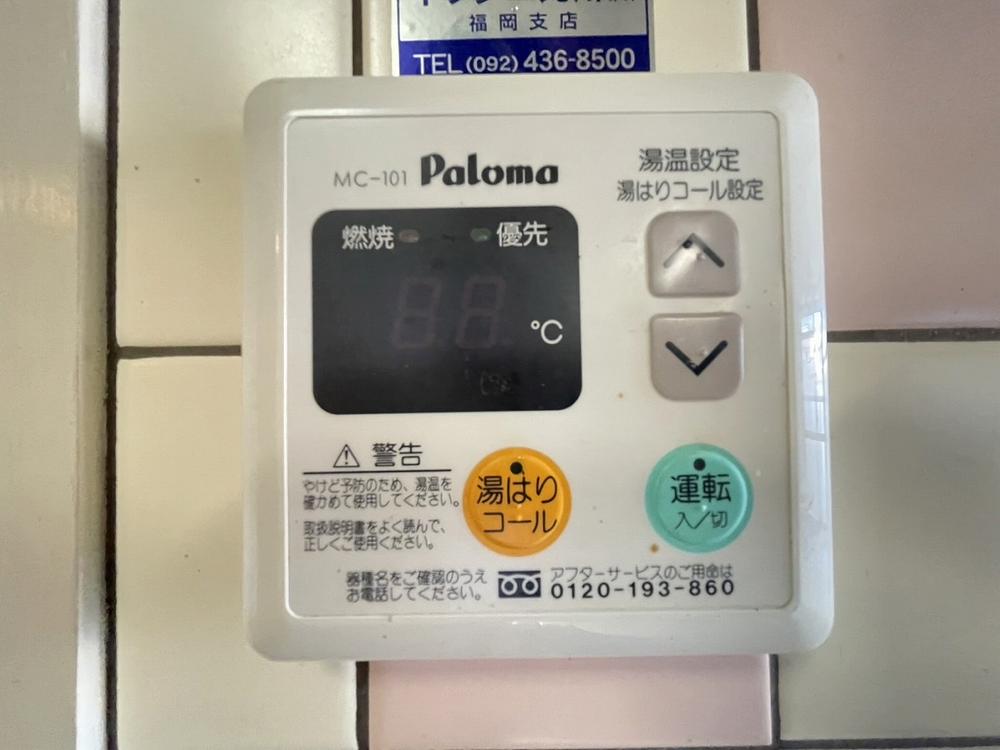 福岡支店
TEL (092) 436-8500
MC-101 Paloma
湯温設定
湯はりコール設定
燃焼
優先
℃
警告
やけど予防のため、湯温を
確かめて使用してください。
取扱説明書をよく読んで、
正しくご使用ください。
湯はり
コール
運転
入/切
器種名をご確認のうえ
お電話してください。
アフターサービスのご用命は
0120-193-860